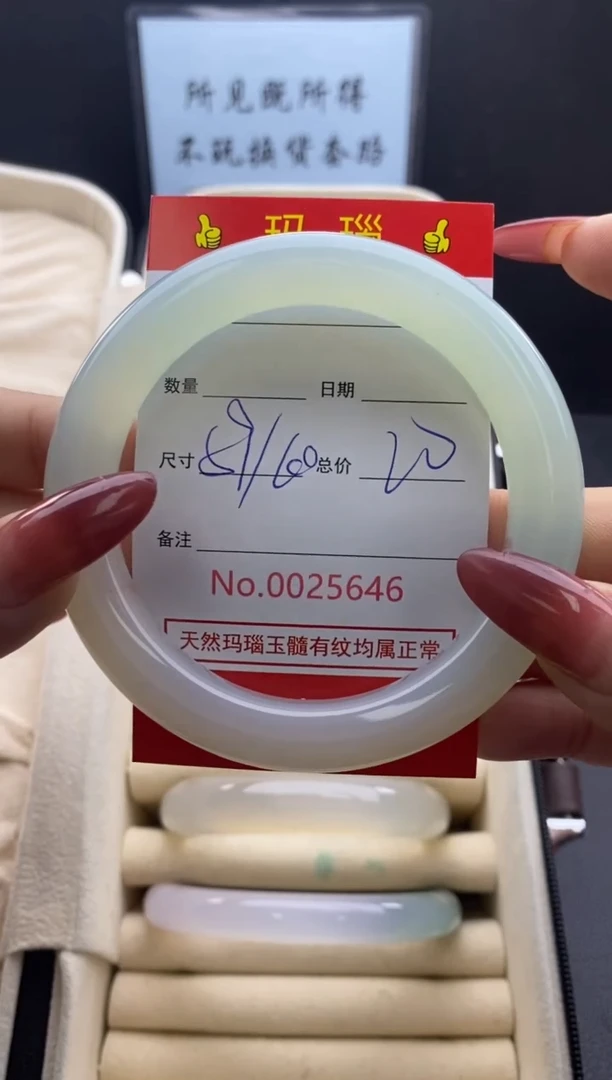 所见既所得
不玩换货套路
玛瑙
数量 日期
尺寸 /60 总价
备注
No.0025646
天然玛瑙玉髓有纹均属正常